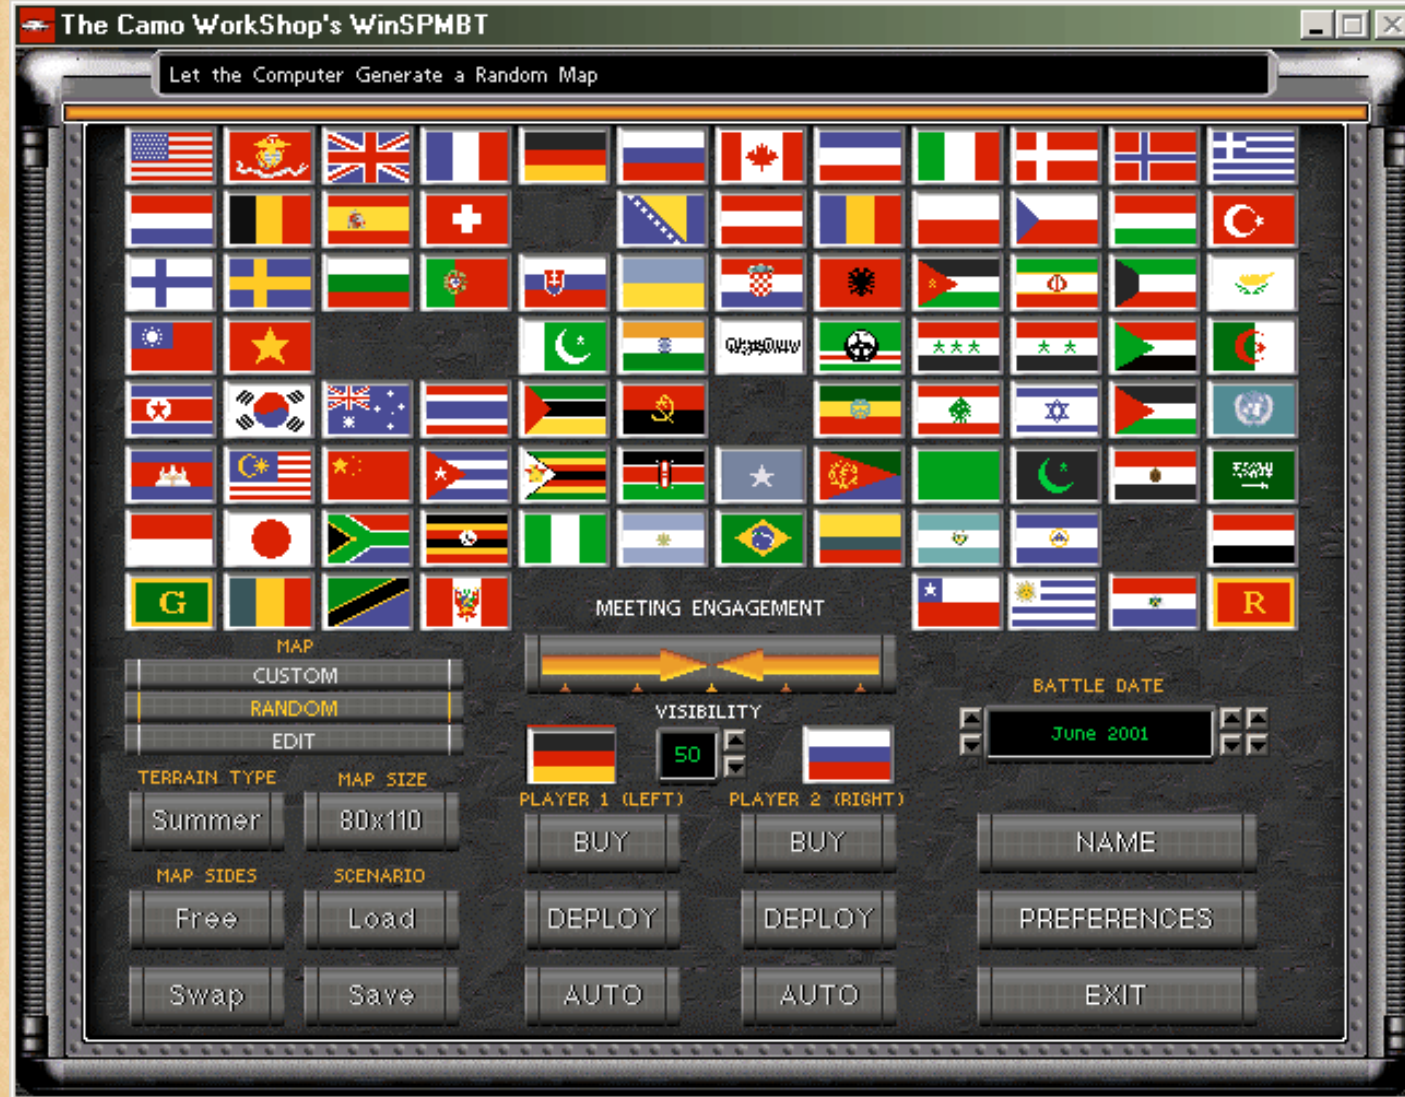 The Camo WorkShop's WinSPMBT
Let the Computer Generate a Random Map
G
R
MEETING ENGAGEMENT
MAP
CUSTOM
RANDOM
EDIT
VISIBILITY
50
BATTLE DATE
June 2001
TERRAIN TYPE
MAP SIZE
PLAYER 1 (LEFT)
PLAYER 2 (RIGHT)
Summer
80x110
BUY
BUY
NAME
MAP SIDES
SCENARIO
Free
Load
DEPLOY
DEPLOY
PREFERENCES
Swap
Save
AUTO
AUTO
EXIT